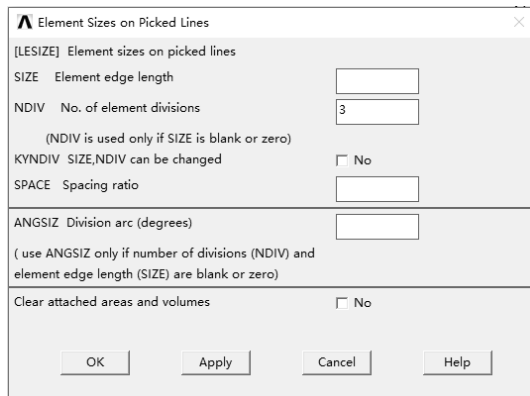 Element Sizes on Picked Lines
[LESIZE] Element sizes on picked lines
SIZE Element edge length
NDIV No. of element divisions 3
(NDIV is used only if SIZE is blank or zero)
KYNDIV SIZE,NDIV can be changed No
SPACE Spacing ratio
ANGSIZ Division arc (degrees)
( use ANGSIZ only if number of divisions (NDIV) and
element edge length (SIZE) are blank or zero)
Clear attached areas and volumes No
OK Apply Cancel Help